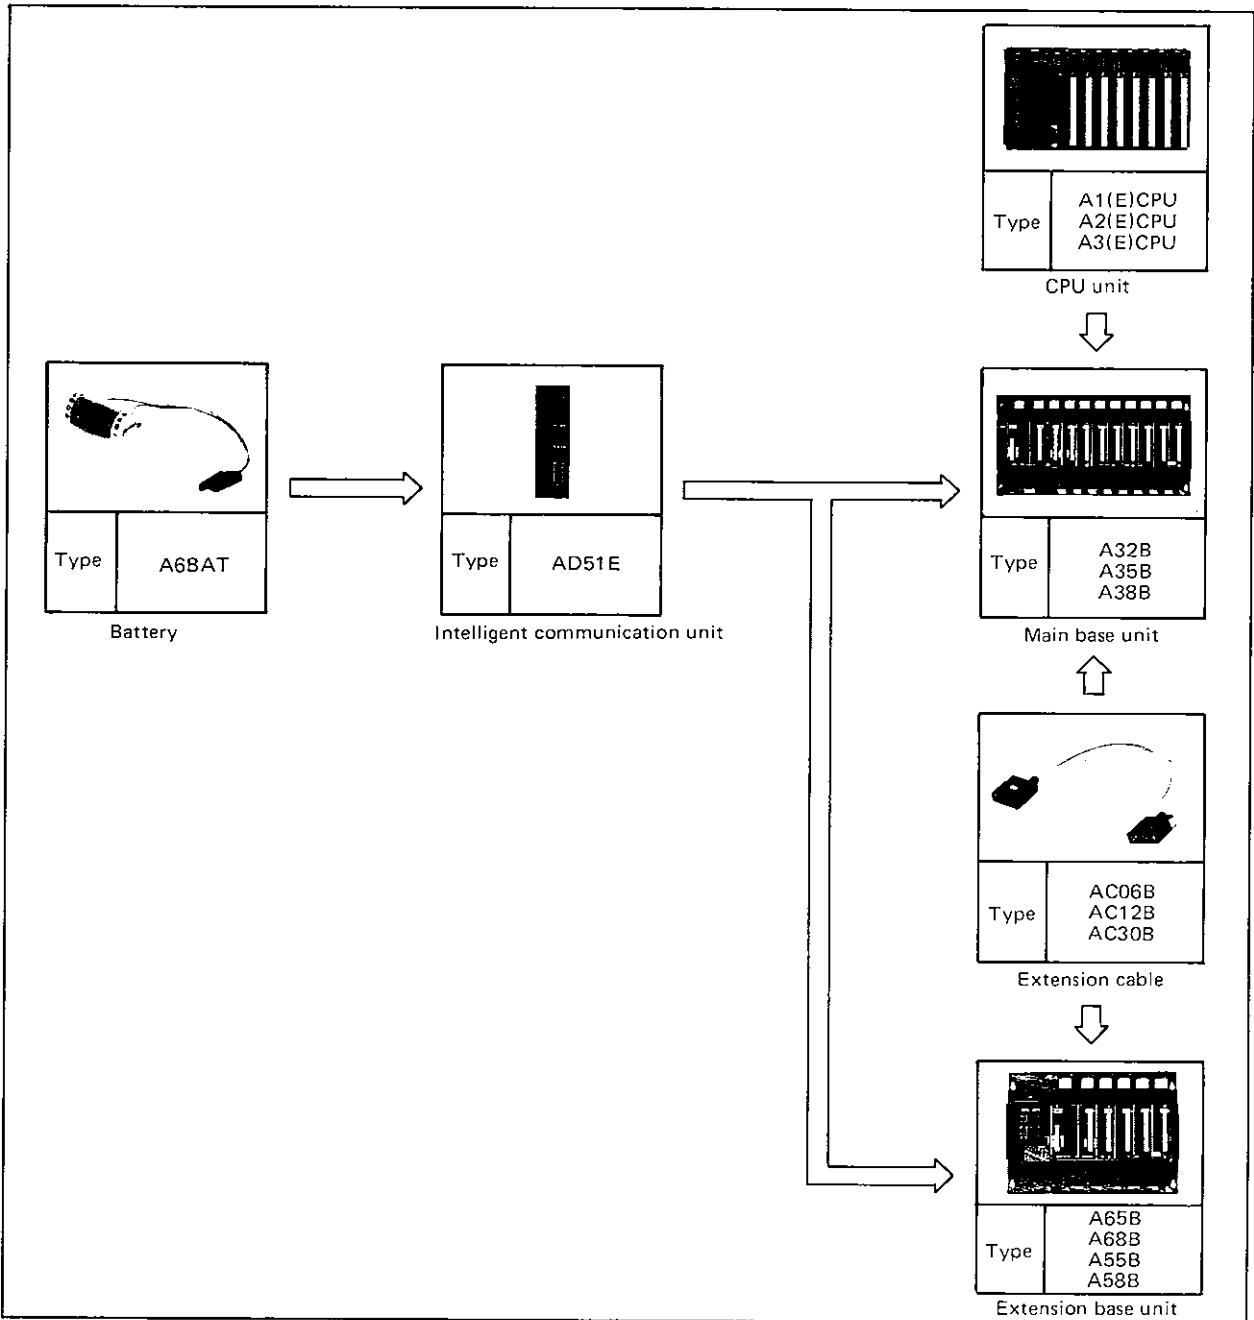 Type
A1(E)CPU
A2(E)CPU
A3(E)CPU
CPU unit
Type
A6BAT
Battery
Type
AD51E
Intelligent communication unit
Type
A32B
A35B
A38B
Main base unit
Type
AC06B
AC12B
AC30B
Extension cable
Type
A65B
A68B
A55B
A58B
Extension base unit